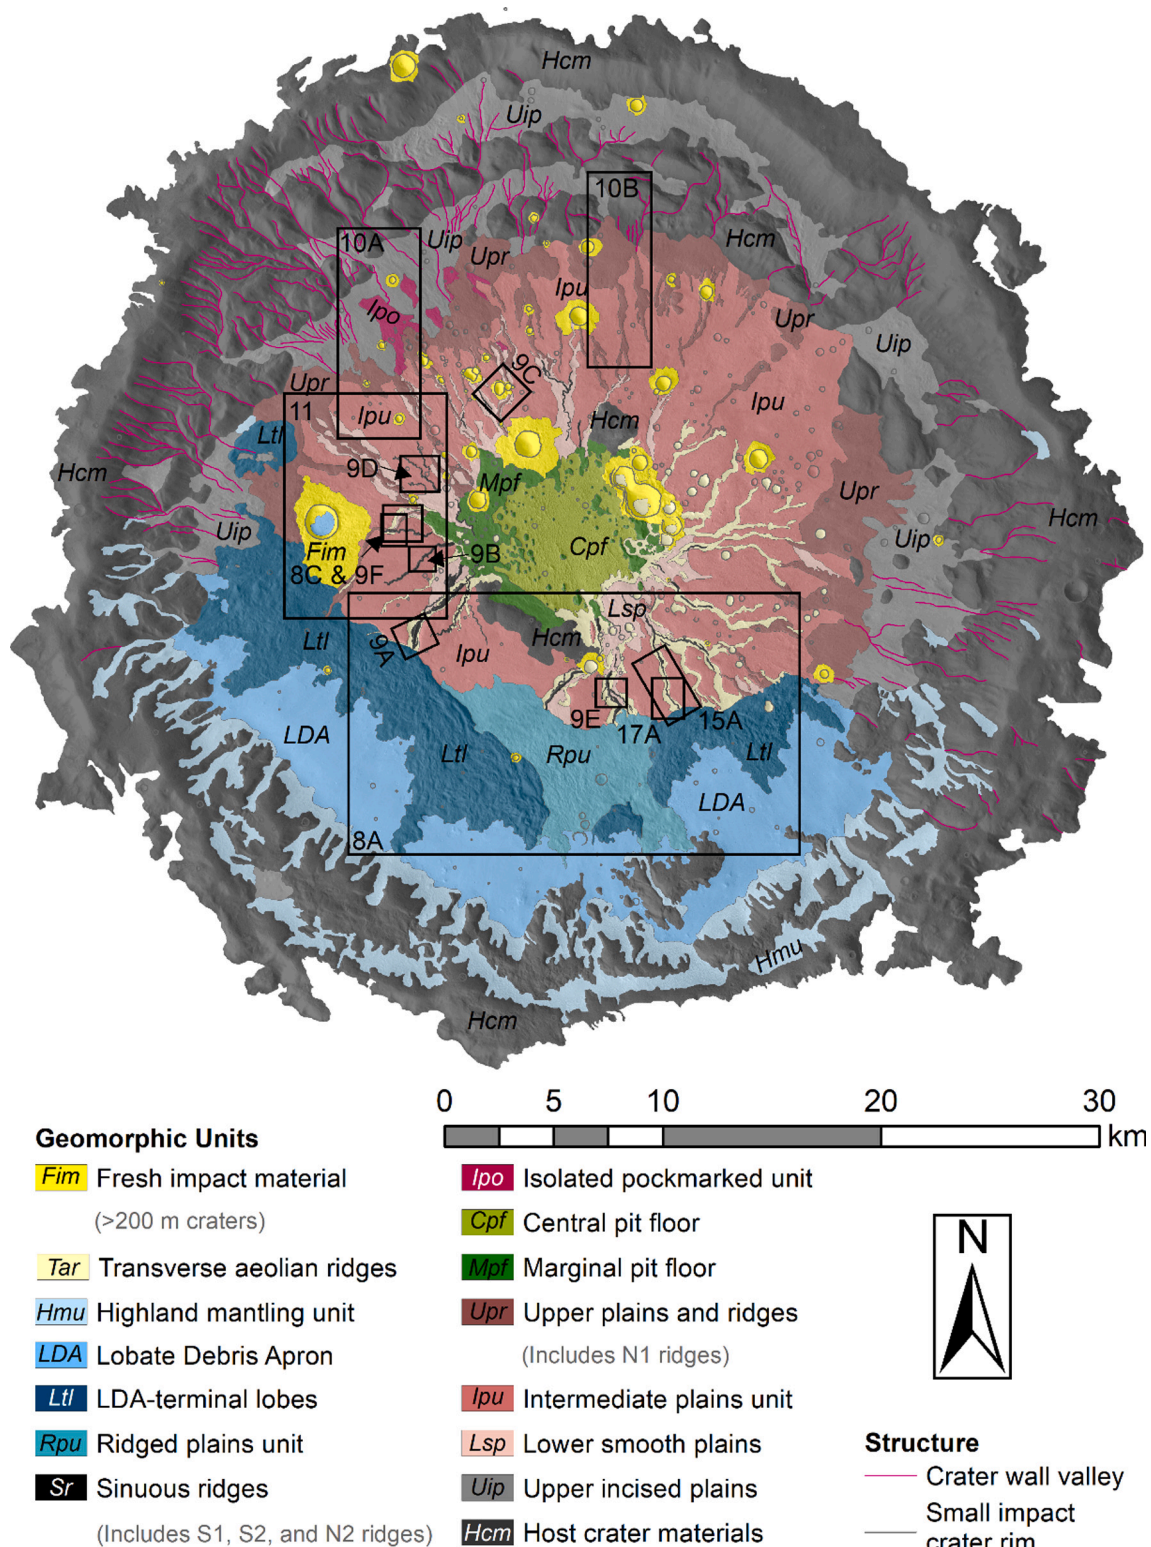 Hcm
Uip
10B
10A
Uip
Upr
Hcm
Ipu
Ipo
Upr
Uip
9C
Upr
11
Ipu
Ipu
Hcm
Ltl
9D
Mpf
Hcm
Upr
Hcm
Uip
Cpf
Uip
Fim
9B
8C & 9F
Lsp
Ltl
9A
Hcm
Ipu
9E
15A
17A
LDA
Ltl
Rpu
Ltl
LDA
8A
Hmu
Hcm
0 5 10 20 30
km
Geomorphic Units
Fim Fresh impact material
(>200 m craters)
Tar Transverse aeolian ridges
Hmu Highland mantling unit
LDA Lobate Debris Apron
Ltl LDA-terminal lobes
Rpu Ridged plains unit
Sr Sinuous ridges
(Includes S1, S2, and N2 ridges)
Ipo Isolated pockmarked unit
Cpf Central pit floor
Mpf Marginal pit floor
Upr Upper plains and ridges
(Includes N1 ridges)
Ipu Intermediate plains unit
Lsp Lower smooth plains
Uip Upper incised plains
Hcm Host crater materials
N
Structure
Crater wall valley
Small impact
crater rim